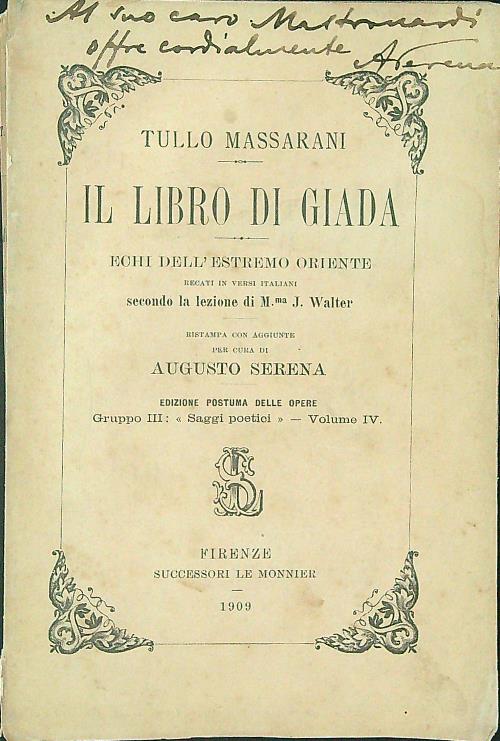 Al suo caro Mastronardi
offre cordialmente ASerena
TULLO MASSARANI
IL LIBRO DI GIADA
ECHI DELL'ESTREMO ORIENTE
RECATI IN VERSI ITALIANI
secondo la lezione di M.ma J. Walter
RISTAMPA CON AGGIUNTE
PER CURA DI
AUGUSTO SERENA
EDIZIONE POSTUMA DELLE OPERE
Gruppo III: « Saggi poetici » — Volume IV.
FIRENZE
SUCCESSORI LE MONNIER
1909